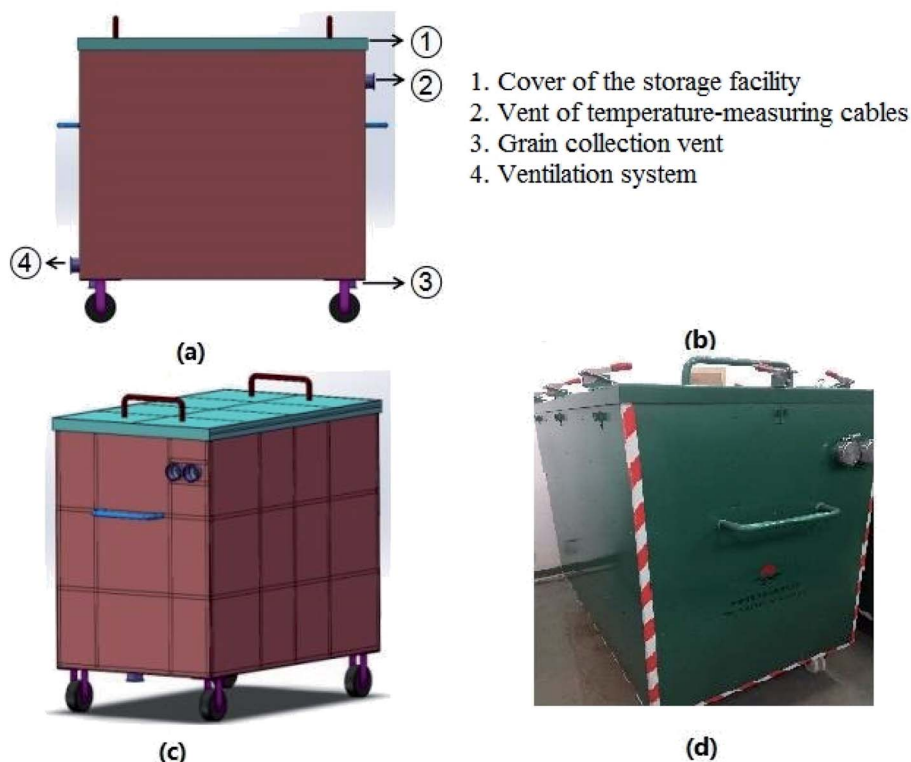 ①
②
③
④
1. Cover of the storage facility
2. Vent of temperature-measuring cables
3. Grain collection vent
4. Ventilation system
(a)
(b)
(c)
(d)